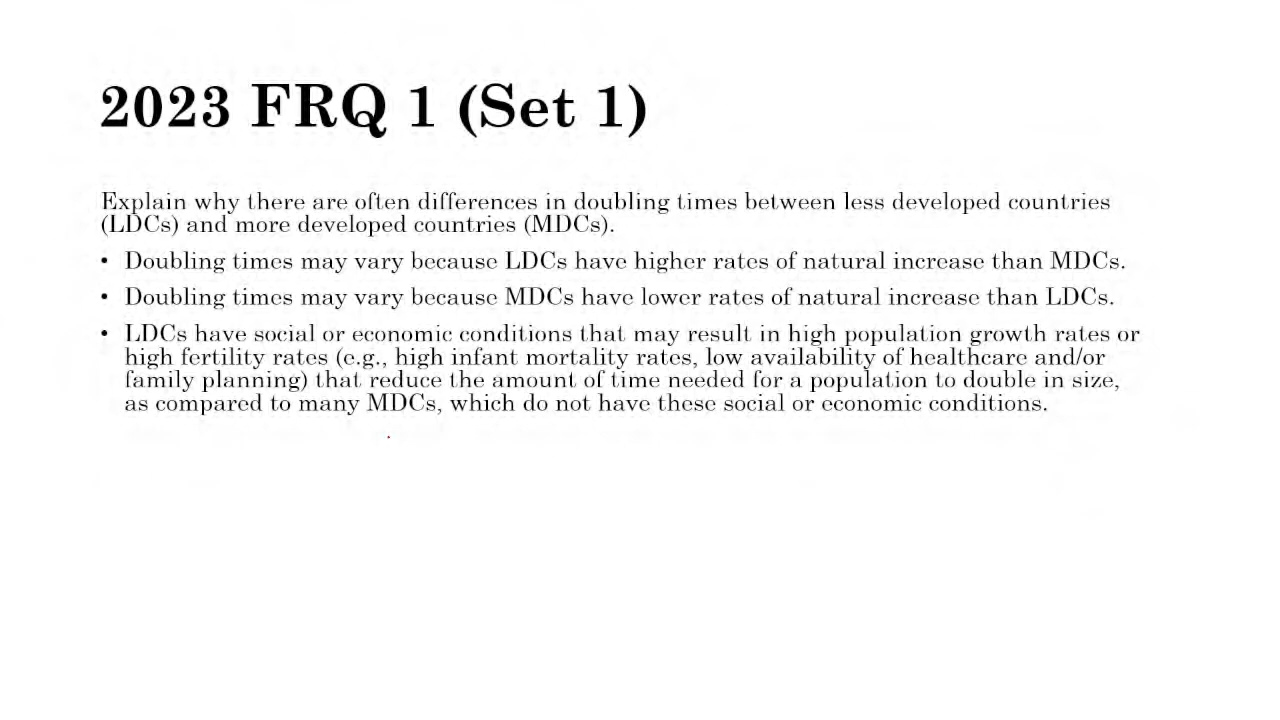 2023 FRQ 1 (Set 1)
Explain why there are often differences in doubling times between less developed countries
(LDCs) and more developed countries (MDCs).
• Doubling times may vary because LDCs have higher rates of natural increase than MDCs.
• Doubling times may vary because MDCs have lower rates of natural increase than LDCs.
• LDCs have social or economic conditions that may result in high population growth rates or
high fertility rates (e.g., high infant mortality rates, low availability of healthcare and/or
family planning) that reduce the amount of time needed for a population to double in size,
as compared to many MDCs, which do not have these social or economic conditions.